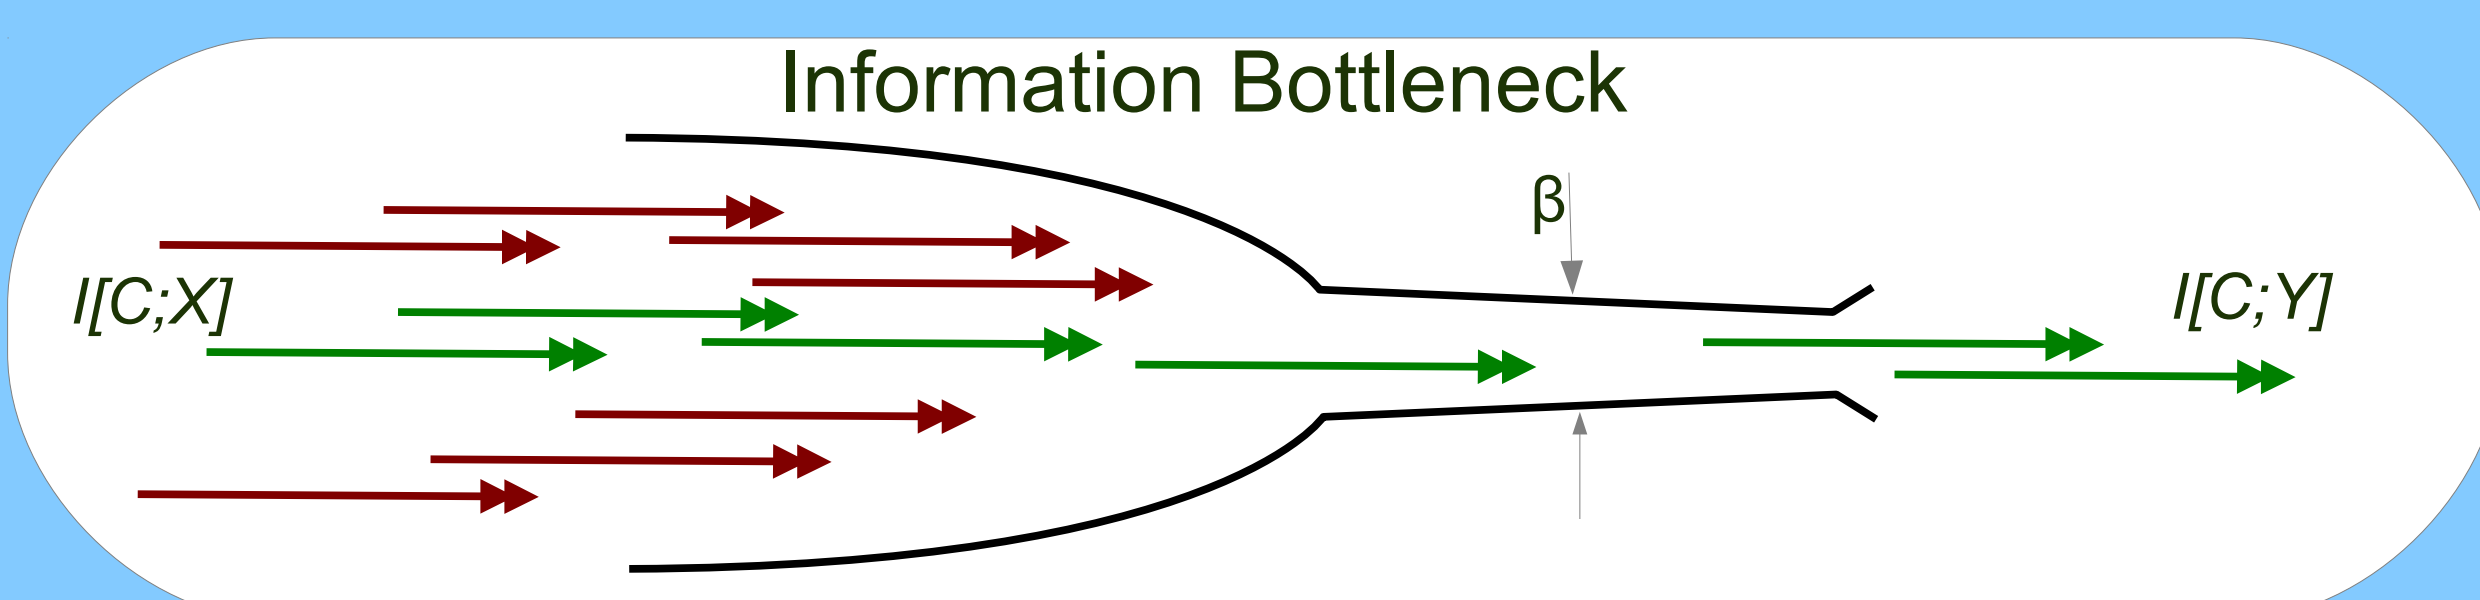 Information Bottleneck
β
I[C;X]
I[C;Y]